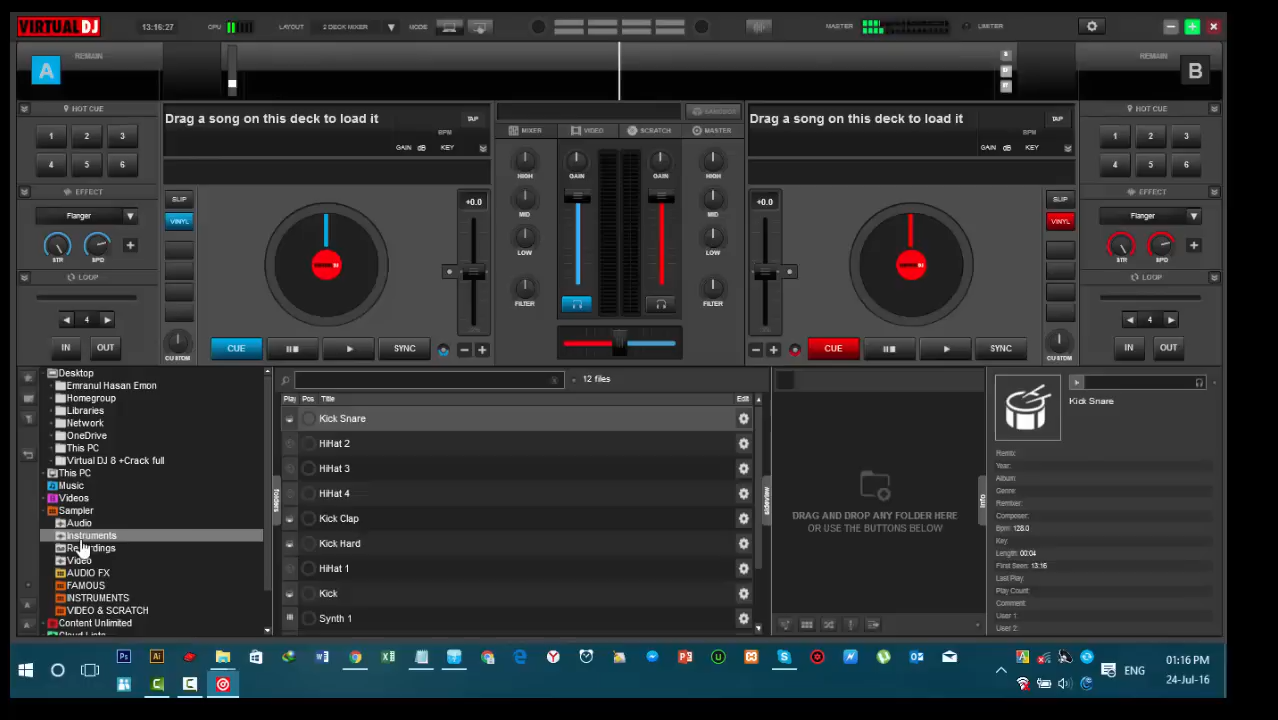 VIRTUAL DJ
13:16:27
CPU
LAYOUT
2 DECK MIXER
MODE
MASTER
LIMITER
A
REMAIN
REMAIN
B
HOT CUE
Drag a song on this deck to load it
TAP
BPM
GAIN dB
KEY
SANDBOX
MIXER
VIDEO
SCRATCH
MASTER
Drag a song on this deck to load it
TAP
BPM
GAIN dB
KEY
HOT CUE
1 2 3
4 5 6
1 2 3
4 5 6
EFFECT
Flanger
STR
SPD
LOOP
4
IN
OUT
SLIP
VINYL
CUSTOM
+0.0
CUE
SYNC
HIGH
MID
LOW
FILTER
GAIN
GAIN
HIGH
MID
LOW
FILTER
+0.0
CUE
SYNC
SLIP
VINYL
CUSTOM
EFFECT
Flanger
STR
SPD
LOOP
4
IN
OUT
Desktop
Emranul Hasan Emon
Homegroup
Libraries
Network
OneDrive
This PC
Virtual DJ 8 +Crack full
This PC
Music
Videos
Sampler
Audio
Instruments
Recordings
Video
AUDIO FX
FAMOUS
INSTRUMENTS
VIDEO & SCRATCH
Content Unlimited
folders
12 files
Play Pos Title Edit
Kick Snare
HiHat 2
HiHat 3
HiHat 4
Kick Clap
Kick Hard
HiHat 1
Kick
Synth 1
sideview
DRAG AND DROP ANY FOLDER HERE
OR USE THE BUTTONS BELOW
info
Kick Snare
Remix:
Year:
Album:
Genre:
Remixer:
Composer:
Bpm: 128.0
Key:
Length: 00:04
First Seen: 13:16
Last Play:
Play Count:
Comment:
User 1:
User 2:
ENG
01:16 PM
24-Jul-16